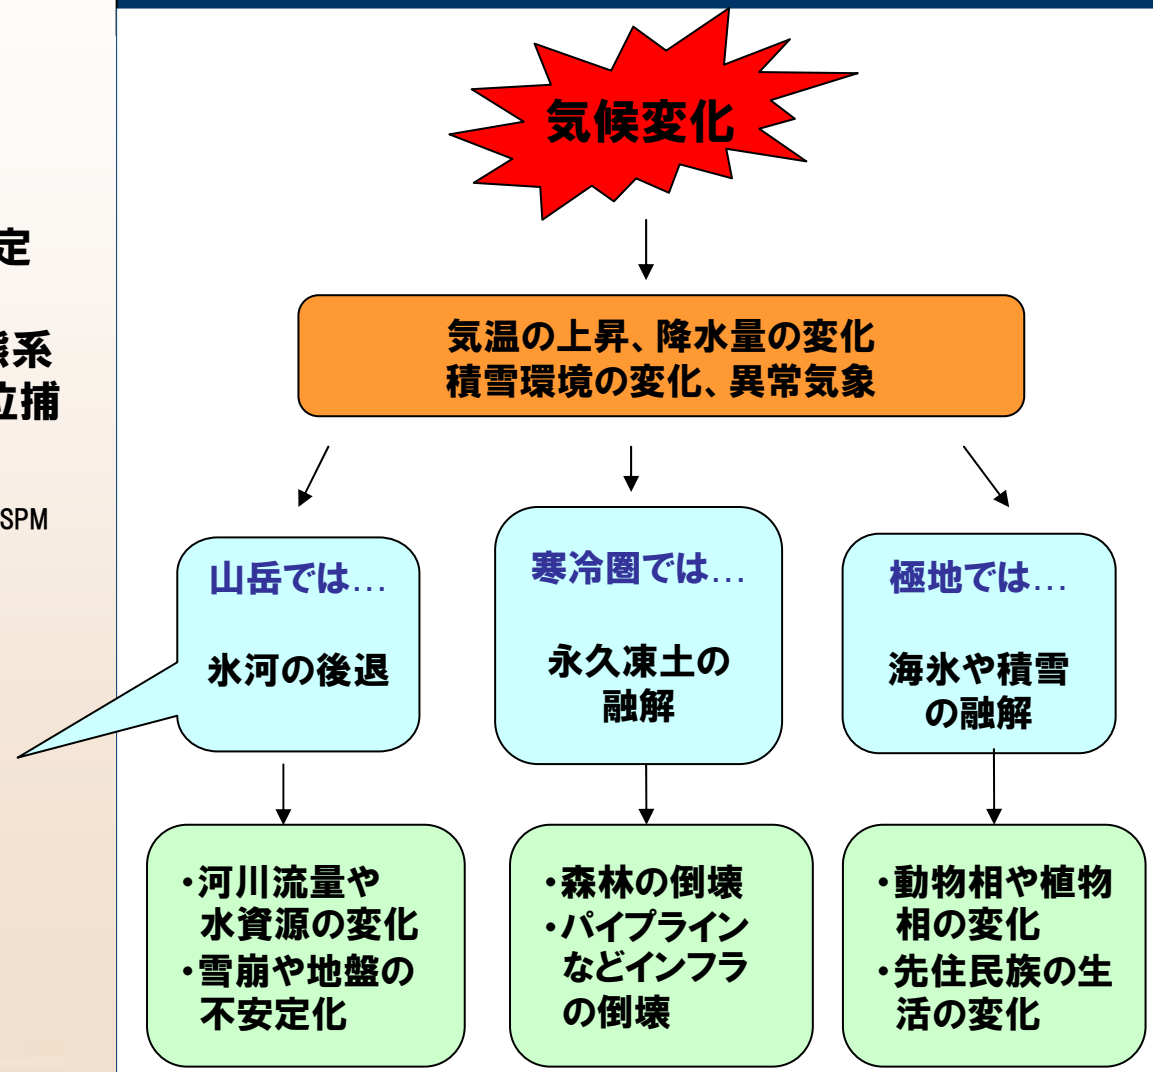 気候変化
定
態系
立捕
SPM
気温の上昇、降水量の変化
積雪環境の変化、異常気象
山岳では…
氷河の後退
寒冷圏では…
永久凍土の
融解
極地では…
海氷や積雪
の融解
・河川流量や
水資源の変化
・雪崩や地盤の
不安定化
・森林の倒壊
・パイプライン
などインフラ
の倒壊
・動物相や植物
相の変化
・先住民族の生
活の変化